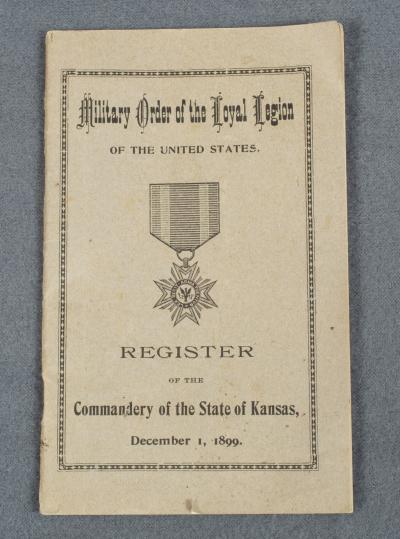 Military Order of the Loyal Legion
OF THE UNITED STATES.
REGISTER
OF THE
Commandery of the State of Kansas,
December 1, 1899.